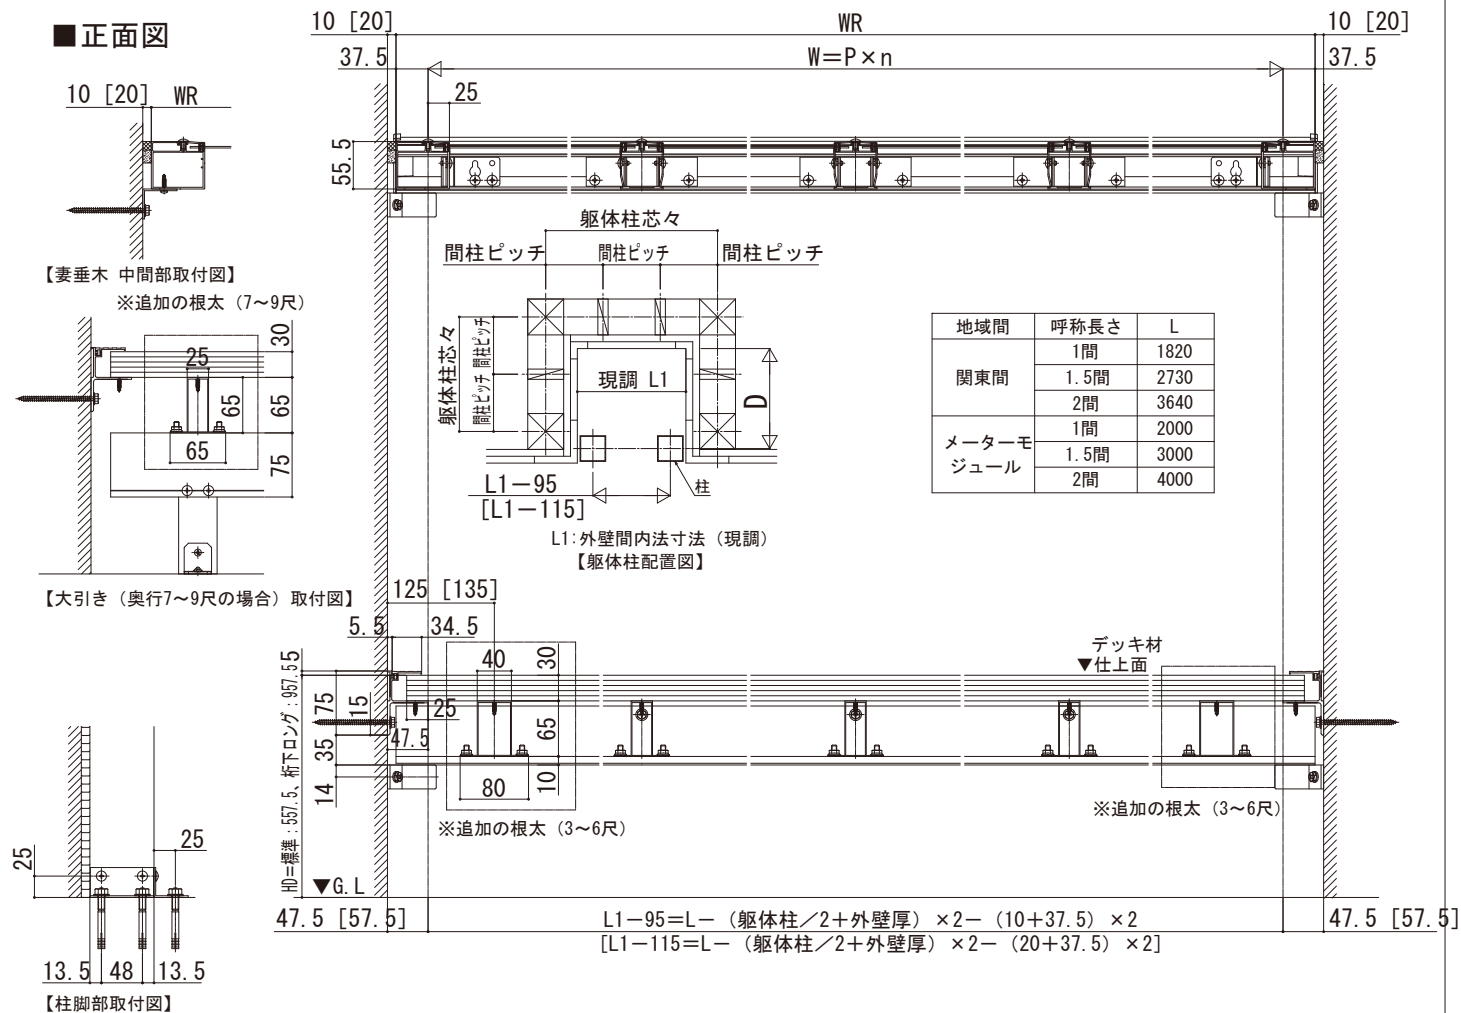 ■正面図
10 [20]
WR
10 [20]
37.5
W=P×n
37.5
25
55.5
10 [20]
WR
【妻垂木 中間部取付図】
※追加の根太（7～9尺）
30
25
65
65
65
75
【大引き（奥行7～9尺の場合）取付図】
躯体柱芯々
間柱ピッチ
間柱ピッチ
間柱ピッチ
躯体柱芯々
間柱ピッチ
間柱ピッチ
現調 L1
D
L1－95
[L1－115]
柱
L1:外壁間内法寸法（現調）
【躯体柱配置図】
地域間 呼称長さ L
関東間
1間 1820
1.5間 2730
2間 3640
メーターモ
ジュール
1間 2000
1.5間 3000
2間 4000
125 [135]
5.5
34.5
40
30
5
75
15
25
65
47.5
35
14
80
10
HD=標準：557.5、桁下ロング：957.5
デッキ材
▼仕上面
※追加の根太（3～6尺）
※追加の根太（3～6尺）
▼G.L
47.5 [57.5]
L1－95=L－（躯体柱／2＋外壁厚）×2－（10＋37.5）×2
[L1－115=L－（躯体柱／2＋外壁厚）×2－（20＋37.5）×2]
47.5 [57.5]
25
25
13.5
48
13.5
【柱脚部取付図】